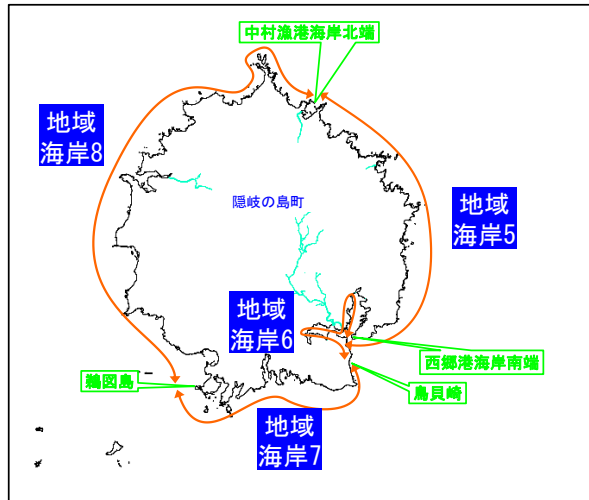 中村漁港海岸北端
地域
海岸8
隠岐の島町
地域
海岸5
地域
海岸6
西郷港海岸南端
鵜図島
鳥貝崎
地域
海岸7